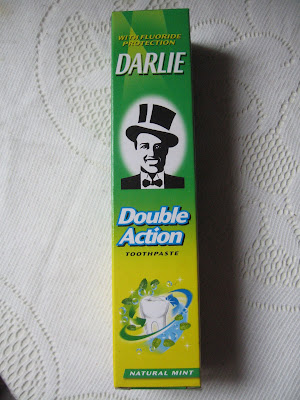 WITH FLUORIDE
PROTECTION
DARLIE
Double
Action
TOOTHPASTE
NATURAL MINT